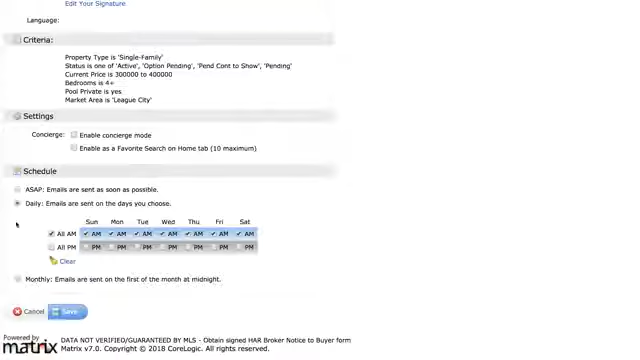 Edit Your Signature
Language:
Criteria:
Property Type is 'Single-Family'
Status is one of 'Active', 'Option Pending', 'Pend Cont to Show', 'Pending'
Current Price is 300000 to 400000
Bedrooms is 4+
Pool Private is yes
Market Area is 'League City'
Settings
Concierge: Enable concierge mode
Enable as a Favorite Search on Home tab (10 maximum)
Schedule
ASAP: Emails are sent as soon as possible.
Daily: Emails are sent on the days you choose.
Sun Mon Tue Wed Thu Fri Sat
All AM AM AM AM AM AM AM AM
All PM PM PM PM PM PM PM PM
Clear
Monthly: Emails are sent on the first of the month at midnight.
Cancel Save
Powered by
matrix
DATA NOT VERIFIED/GUARANTEED BY MLS - Obtain signed HAR Broker Notice to Buyer form
Matrix v7.0. Copyright © 2018 CoreLogic. All rights reserved.